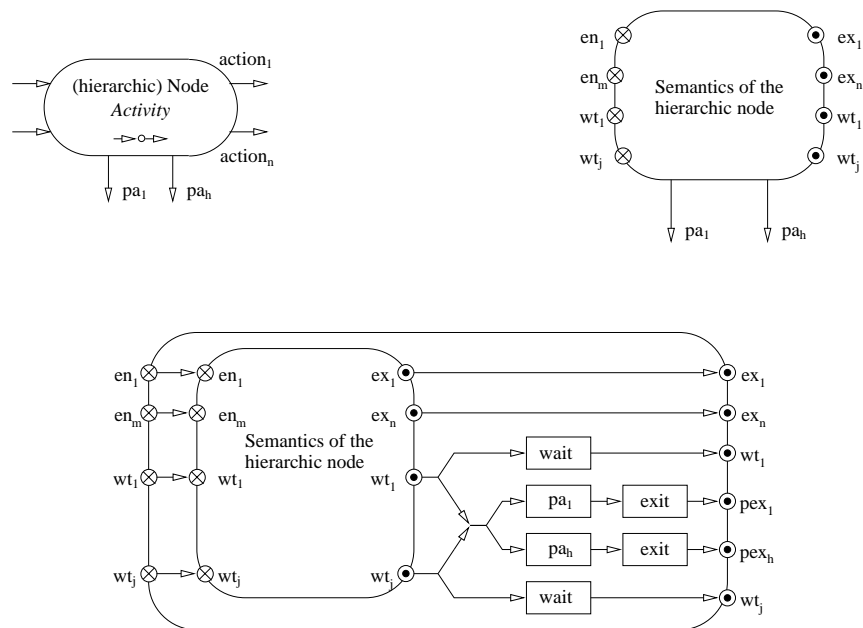 action₁
(hierarchic) Node
Activity
actionₙ
pa₁
paₕ
en₁
ex₁
enₘ
exₙ
Semantics of the
hierarchic node
wt₁
wt₁
wtⱼ
wtⱼ
pa₁
paₕ
en₁
en₁
ex₁
ex₁
enₘ
enₘ
exₙ
exₙ
Semantics of the
hierarchic node
wait
wt₁
wt₁
wt₁
wt₁
pa₁
exit
pex₁
paₕ
exit
pexₕ
wtⱼ
wtⱼ
wtⱼ
wait
wtⱼ